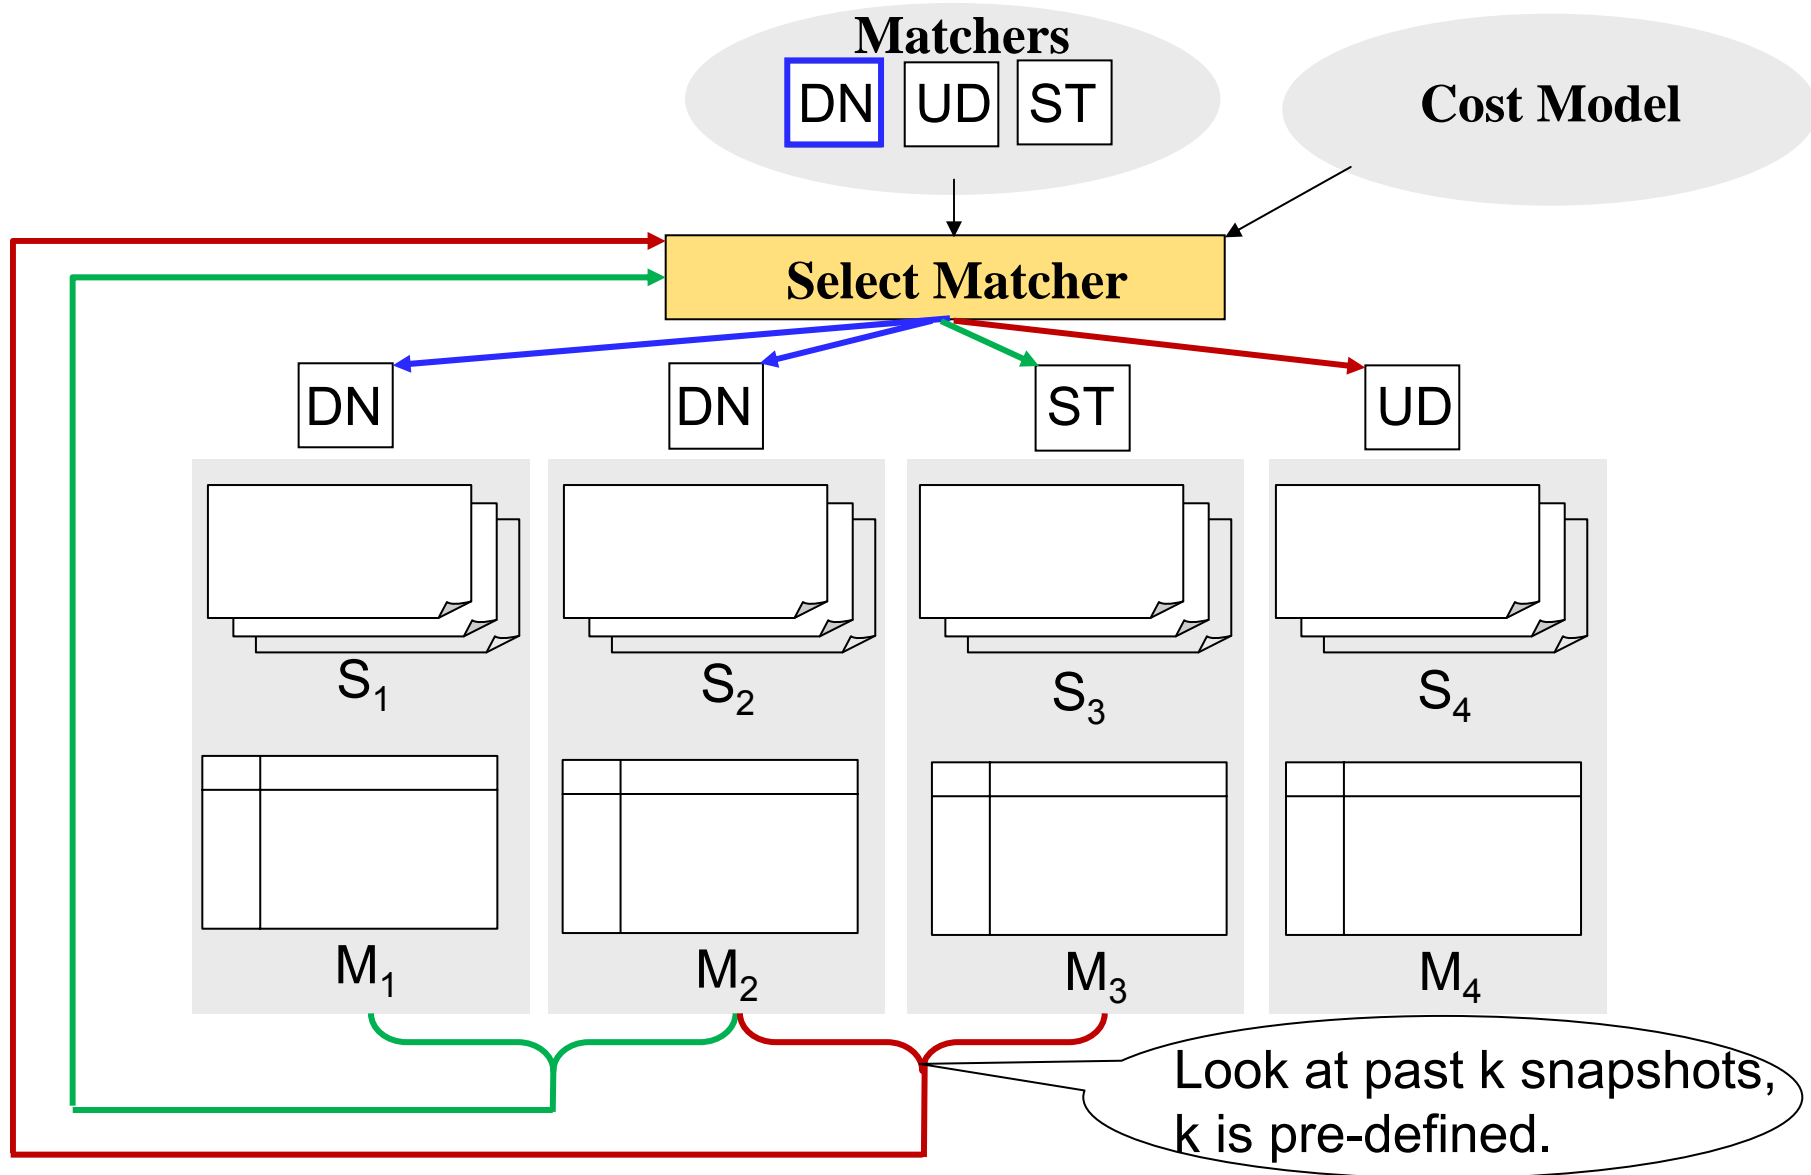 Matchers
DN UD ST
Cost Model
Select Matcher
DN DN ST UD
S1 S2 S3 S4
M1 M2 M3 M4
Look at past k snapshots,
k is pre-defined.